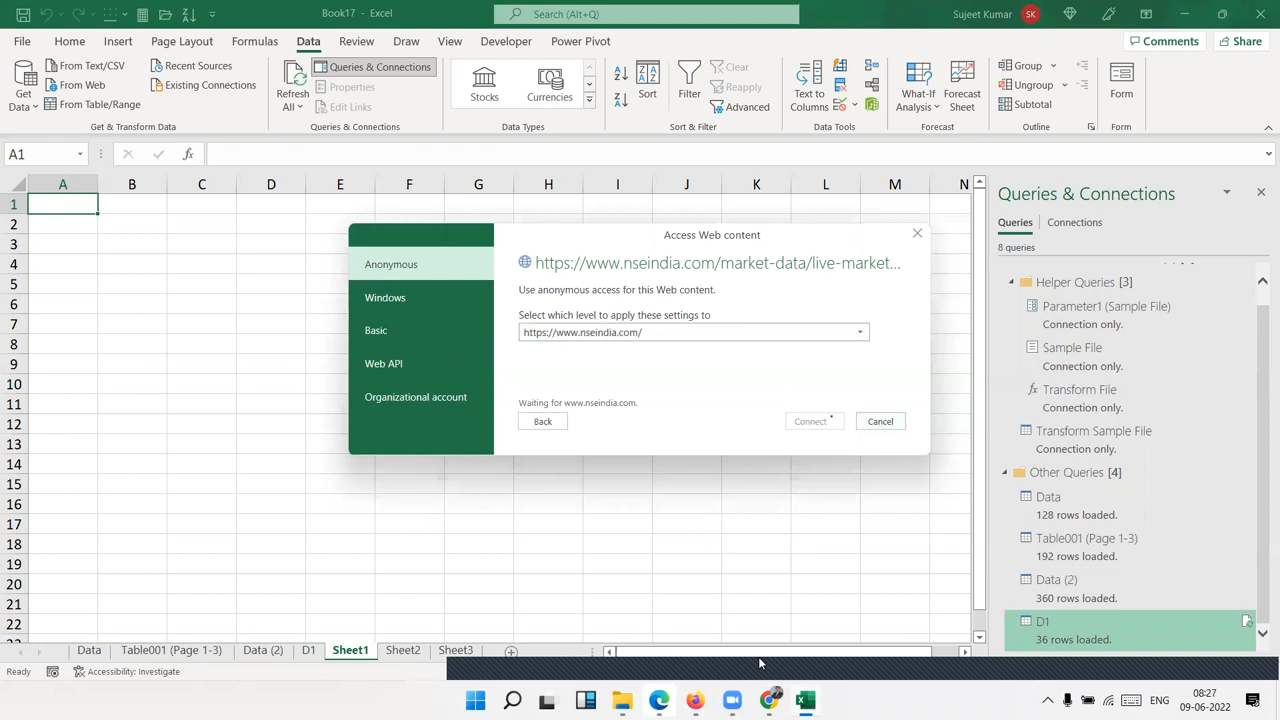 Book17 - Excel
Search (Alt+Q)
Sujeet Kumar
SK
File Home Insert Page Layout Formulas Data Review Draw View Developer Power Pivot
Comments Share
Get Data
From Text/CSV
From Web
From Table/Range
Recent Sources
Existing Connections
Get & Transform Data
Refresh All
Queries & Connections
Properties
Edit Links
Queries & Connections
Stocks
Currencies
Data Types
Sort
Filter
Clear
Reapply
Advanced
Sort & Filter
Text to Columns
Data Tools
What-If Analysis
Forecast Sheet
Forecast
Group
Ungroup
Subtotal
Outline
Form
Form
A1
fx
A B C D E F G H I J K L M N
1
2
4
5
6
7
8
9
10
11
12
13
14
15
16
17
18
19
20
21
22
23
Access Web content
Anonymous
Windows
Basic
Web API
Organizational account
https://www.nseindia.com/market-data/live-market...
Use anonymous access for this Web content.
Select which level to apply these settings to
https://www.nseindia.com/
Waiting for www.nseindia.com.
Back
Connect
Cancel
Queries & Connections
Queries Connections
8 queries
Helper Queries [3]
Parameter1 (Sample File)
Connection only.
Sample File
Connection only.
fx Transform File
Connection only.
Transform Sample File
Connection only.
Other Queries [4]
Data
128 rows loaded.
Table001 (Page 1-3)
192 rows loaded.
Data (2)
360 rows loaded.
D1
36 rows loaded.
Data Table001 (Page 1-3) Data (2) D1 Sheet1 Sheet2 Sheet3
Ready
Accessibility: Investigate
ENG
08:27
09-06-2022